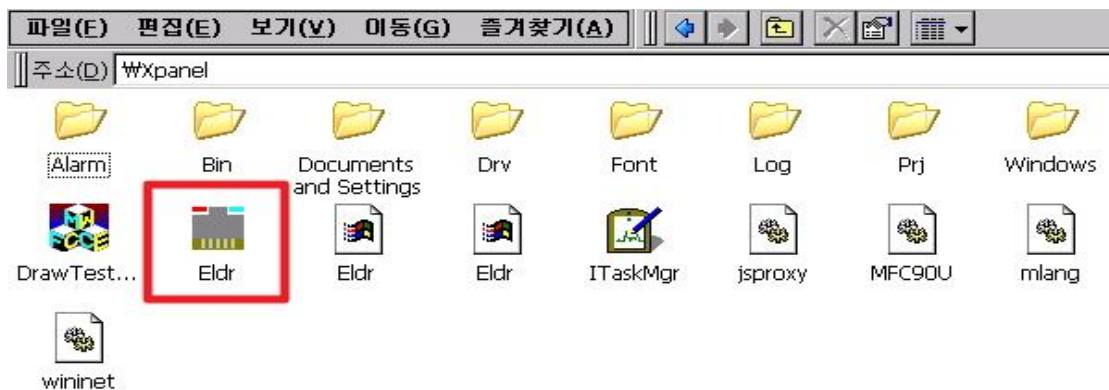 파일(F) 편집(E) 보기(V) 이동(G) 즐겨찾기(A)
주소(D) ₩Xpanel
Alarm Bin Documents and Settings Drv Font Log Prj Windows
DrawTest... Eldr Eldr Eldr ITaskMgr jsproxy MFC90U mlang
wininet